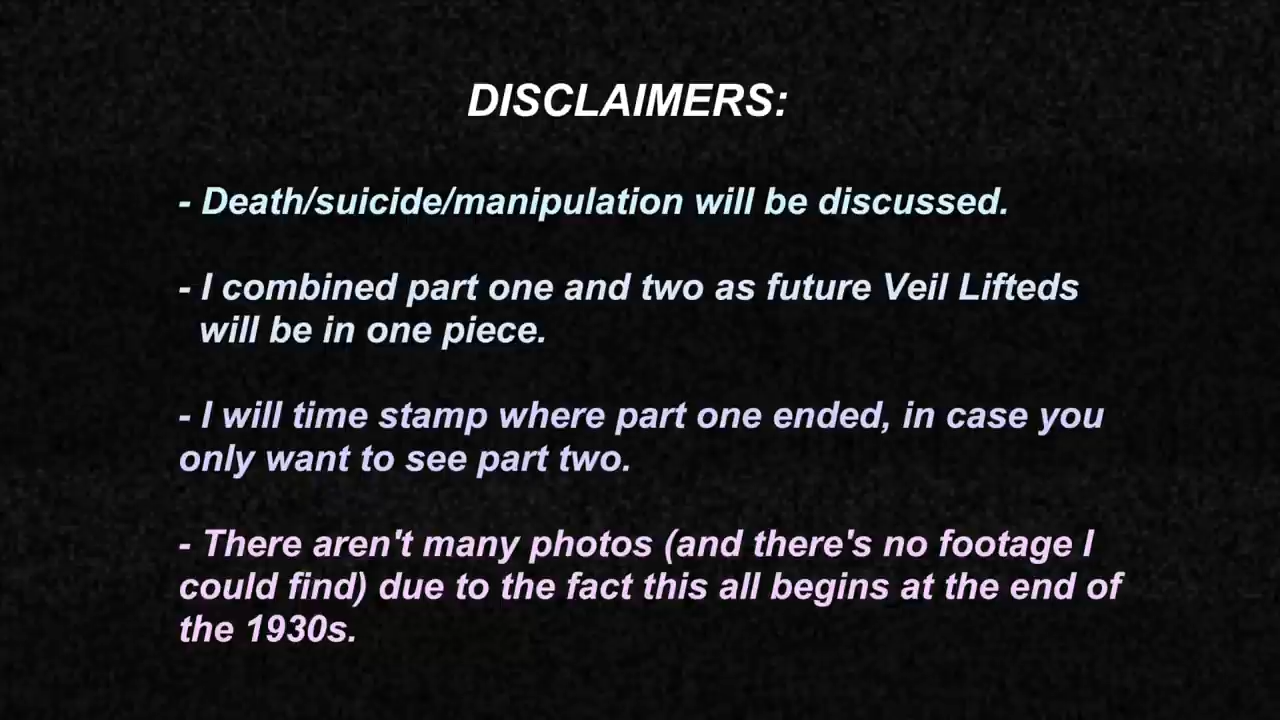 DISCLAIMERS:
- Death/suicide/manipulation will be discussed.
- I combined part one and two as future Veil Lifteds
will be in one piece.
- I will time stamp where part one ended, in case you
only want to see part two.
- There aren't many photos (and there's no footage I
could find) due to the fact this all begins at the end of
the 1930s.